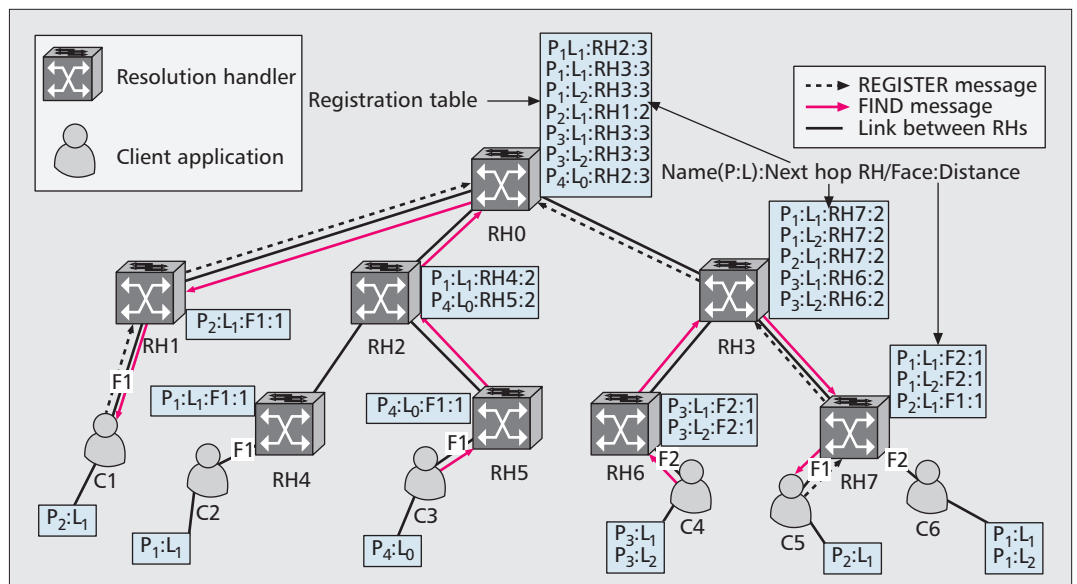 Resolution handler
Client application
Registration table
P₁L₁:RH2:3
P₁:L₁:RH3:3
P₁:L₂:RH3:3
P₂:L₁:RH1:2
P₃:L₁:RH3:3
P₃:L₂:RH3:3
P₄:L₀:RH2:3
REGISTER message
FIND message
Link between RHs
Name(P:L):Next hop RH/Face:Distance
RH0
P₁:L₁:RH7:2
P₁:L₂:RH7:2
P₂:L₁:RH7:2
P₃:L₁:RH6:2
P₃:L₂:RH6:2
P₁:L₁:RH4:2
P₄:L₀:RH5:2
P₂:L₁:F1:1
RH1
RH2
RH3
P₁:L₁:F2:1
P₁:L₂:F2:1
P₂:L₁:F1:1
F1
P₁:L₁:F1:1
P₄:L₀:F1:1
P₃:L₁:F2:1
P₃:L₂:F2:1
F1
F1
F2
F1
F2
C1
C2
RH4
C3
RH5
RH6
C4
C5
RH7
C6
P₂:L₁
P₁:L₁
P₄:L₀
P₃:L₁
P₃:L₂
P₂:L₁
P₁:L₁
P₁:L₂